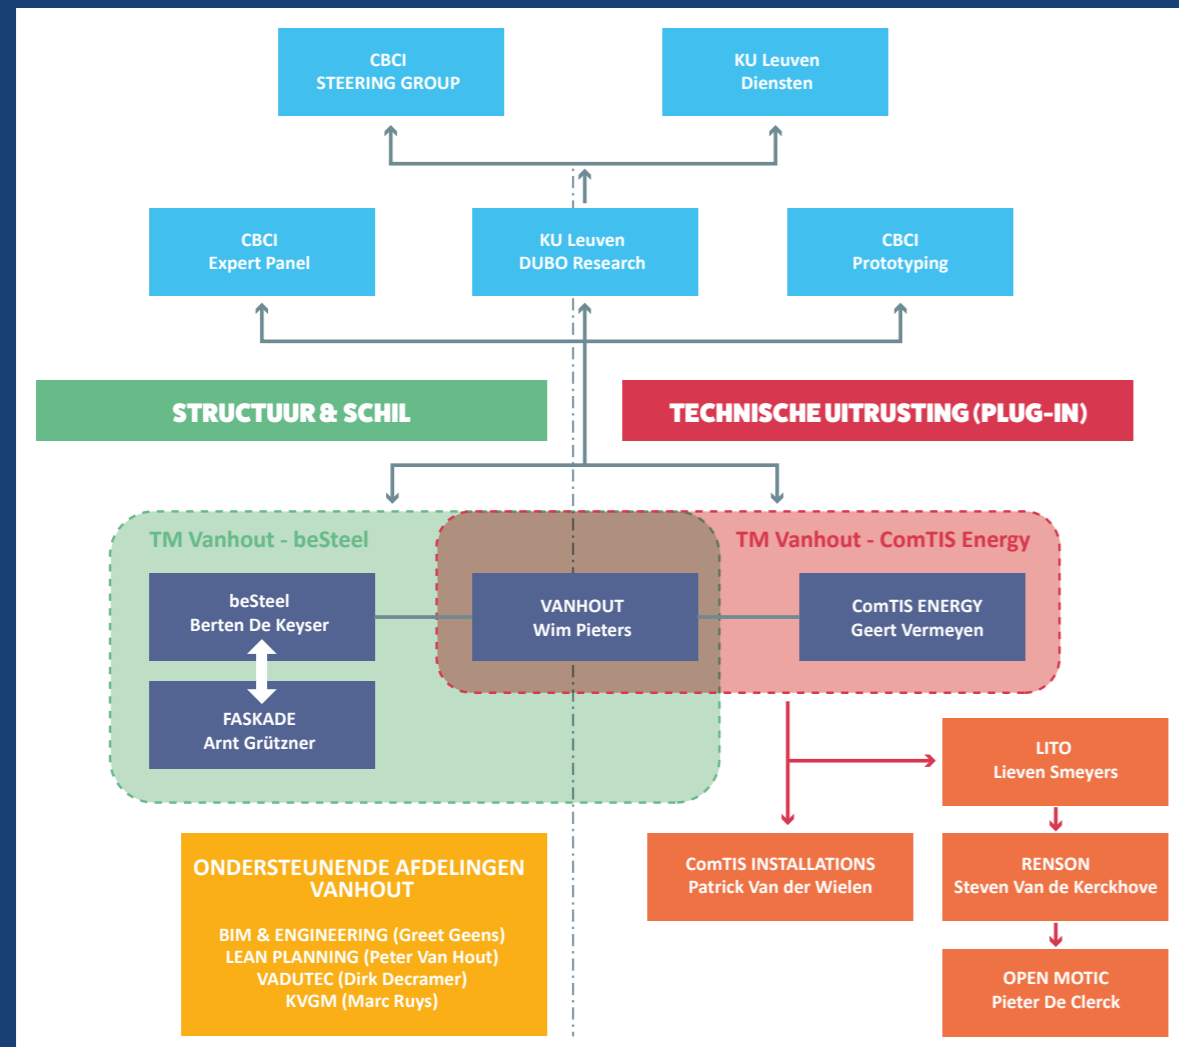 CBCI
STEERING GROUP
KU Leuven
Diensten
CBCI
Expert Panel
KU Leuven
DUBO Research
CBCI
Prototyping
STRUCTUUR & SCHIL
TECHNISCHE UITRUSTING (PLUG-IN)
TM Vanhout - beSteel
TM Vanhout - ComTIS Energy
beSteel
Berten De Keyser
VANHOUT
Wim Pieters
ComTIS ENERGY
Geert Vermeyen
FASKADE
Arnt Grützner
LITO
Lieven Smeyers
ONDERSTEUNENDE AFDELINGEN
VANHOUT
BIM & ENGINEERING (Greet Geens)
LEAN PLANNING (Peter Van Hout)
VADUTEC (Dirk Decramer)
KVGM (Marc Ruys)
ComTIS INSTALLATIONS
Patrick Van der Wielen
RENSON
Steven Van de Kerckhove
OPEN MOTIC
Pieter De Clerck